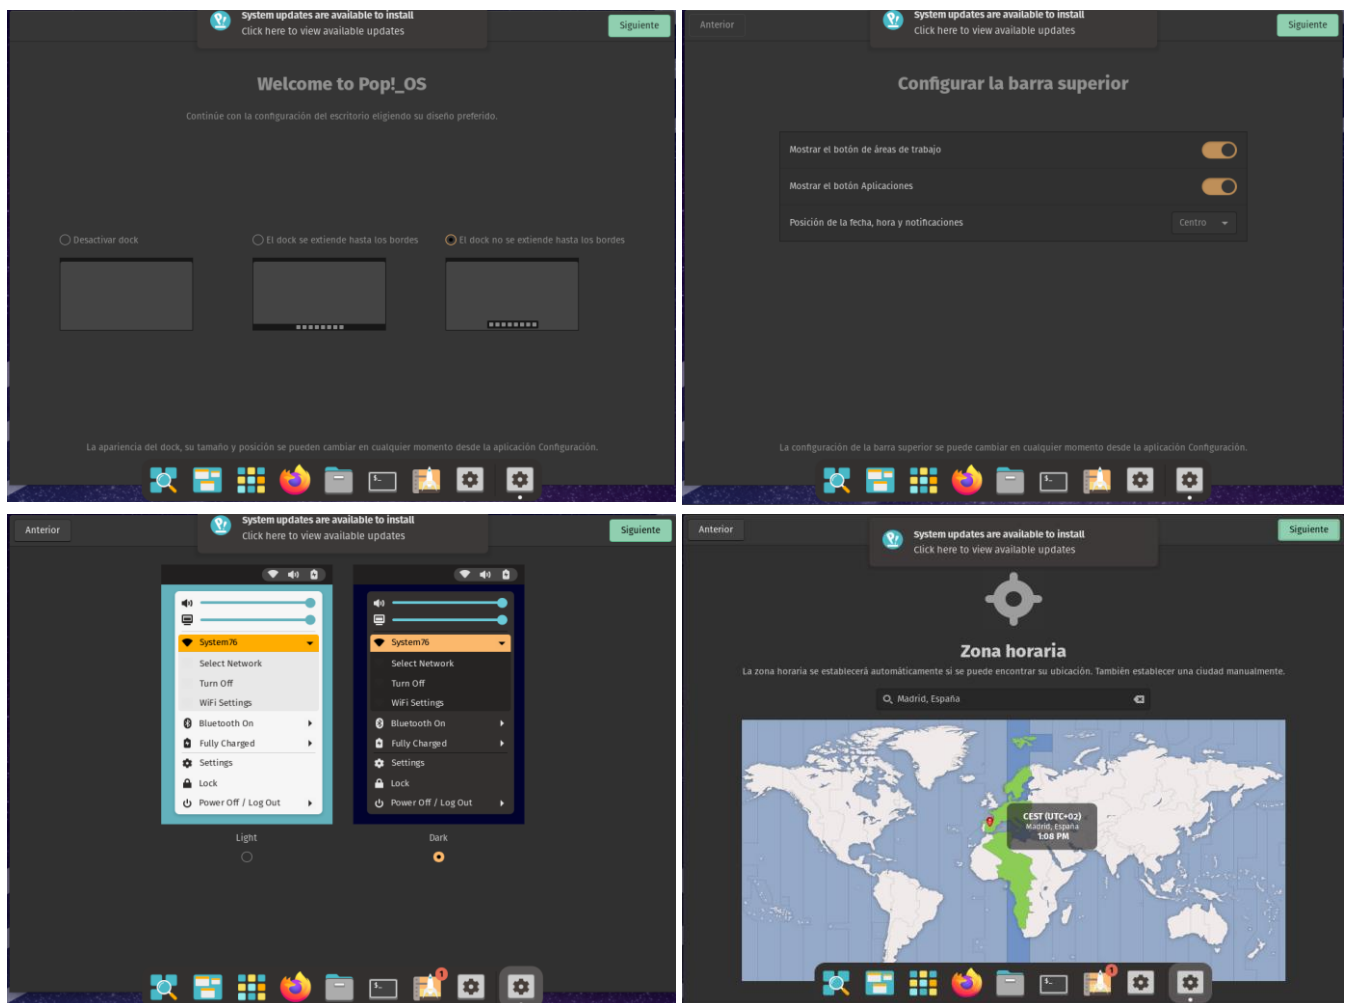 System updates are available to install
Click here to view available updates
Siguiente
Welcome to Pop!_OS
Continúe con la configuración del escritorio eligiendo su diseño preferido.
Desactivar dock
El dock se extiende hasta los bordes
El dock no se extiende hasta los bordes
La apariencia del dock, su tamaño y posición se pueden cambiar en cualquier momento desde la aplicación Configuración.
Anterior
System updates are available to install
Click here to view available updates
Siguiente
Configurar la barra superior
Mostrar el botón de áreas de trabajo
Mostrar el botón Aplicaciones
Posición de la fecha, hora y notificaciones
Centro
La configuración de la barra superior se puede cambiar en cualquier momento desde la aplicación Configuración.
Anterior
System updates are available to install
Click here to view available updates
Siguiente
System76
Select Network
Turn Off
WiFi Settings
Bluetooth On
Fully Charged
Settings
Lock
Power Off / Log Out
Light
System76
Select Network
Turn Off
WiFi Settings
Bluetooth On
Fully Charged
Settings
Lock
Power Off / Log Out
Dark
1
Anterior
System updates are available to install
Click here to view available updates
Siguiente
Zona horaria
La zona horaria se establecerá automáticamente si se puede encontrar su ubicación. También establecer una ciudad manualmente.
Madrid, España
CEST (UTC+02)
Madrid, España
1:08 PM
1